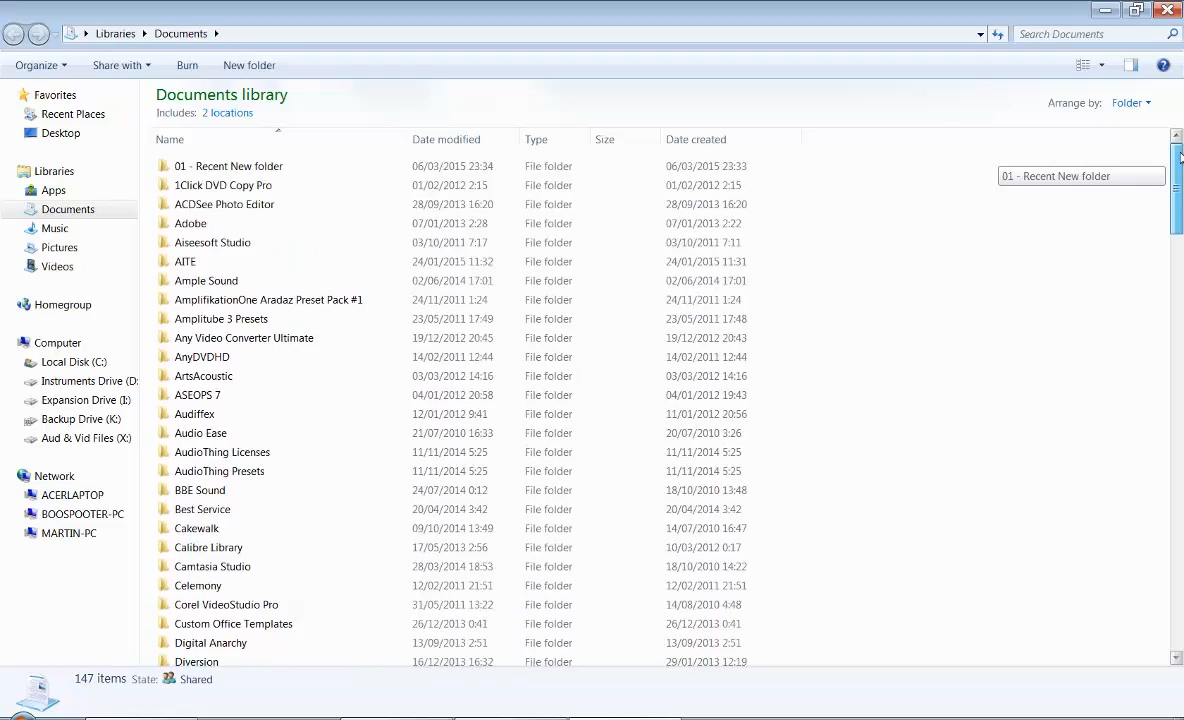 Libraries Documents Search Documents
Organize Share with Burn New folder
Favorites
Recent Places
Desktop
Libraries
Apps
Documents
Music
Pictures
Videos
Homegroup
Computer
Local Disk (C:)
Instruments Drive (D:
Expansion Drive (I:)
Backup Drive (K:)
Aud & Vid Files (X:)
Network
ACERLAPTOP
BOOSPOOTER-PC
MARTIN-PC
Documents library
Includes: 2 locations
Arrange by: Folder
Name Date modified Type Size Date created
01 - Recent New folder 06/03/2015 23:34 File folder 06/03/2015 23:33
1Click DVD Copy Pro 01/02/2012 2:15 File folder 01/02/2012 2:15
ACDSee Photo Editor 28/09/2013 16:20 File folder 28/09/2013 16:20
Adobe 07/01/2013 2:28 File folder 07/01/2013 2:22
Aiseesoft Studio 03/10/2011 7:17 File folder 03/10/2011 7:11
AITE 24/01/2015 11:32 File folder 24/01/2015 11:31
Ample Sound 02/06/2014 17:01 File folder 02/06/2014 17:01
AmplifikationOne Aradaz Preset Pack #1 24/11/2011 1:24 File folder 24/11/2011 1:24
Amplitube 3 Presets 23/05/2011 17:49 File folder 23/05/2011 17:48
Any Video Converter Ultimate 19/12/2012 20:45 File folder 19/12/2012 20:43
AnyDVDHD 14/02/2011 12:44 File folder 14/02/2011 12:44
ArtsAcoustic 03/03/2012 14:16 File folder 03/03/2012 14:16
ASEOPS 7 04/01/2012 20:58 File folder 04/01/2012 19:43
Audiffex 12/01/2012 9:41 File folder 11/01/2012 20:56
Audio Ease 21/07/2010 16:33 File folder 20/07/2010 3:26
AudioThing Licenses 11/11/2014 5:25 File folder 11/11/2014 5:25
AudioThing Presets 11/11/2014 5:25 File folder 11/11/2014 5:25
BBE Sound 24/07/2014 0:12 File folder 18/10/2010 13:48
Best Service 20/04/2014 3:42 File folder 20/04/2014 3:42
Cakewalk 09/10/2014 13:49 File folder 14/07/2010 16:47
Calibre Library 17/05/2013 2:56 File folder 10/03/2012 0:17
Camtasia Studio 28/03/2014 18:53 File folder 18/10/2010 14:22
Celemony 12/02/2011 21:51 File folder 12/02/2011 21:51
Corel VideoStudio Pro 31/05/2011 13:22 File folder 14/08/2010 4:48
Custom Office Templates 26/12/2013 0:41 File folder 26/12/2013 0:41
Digital Anarchy 13/09/2013 2:51 File folder 13/09/2013 2:51
Diversion 16/12/2013 16:32 File folder 29/01/2013 12:19
01 - Recent New folder
147 items State: Shared